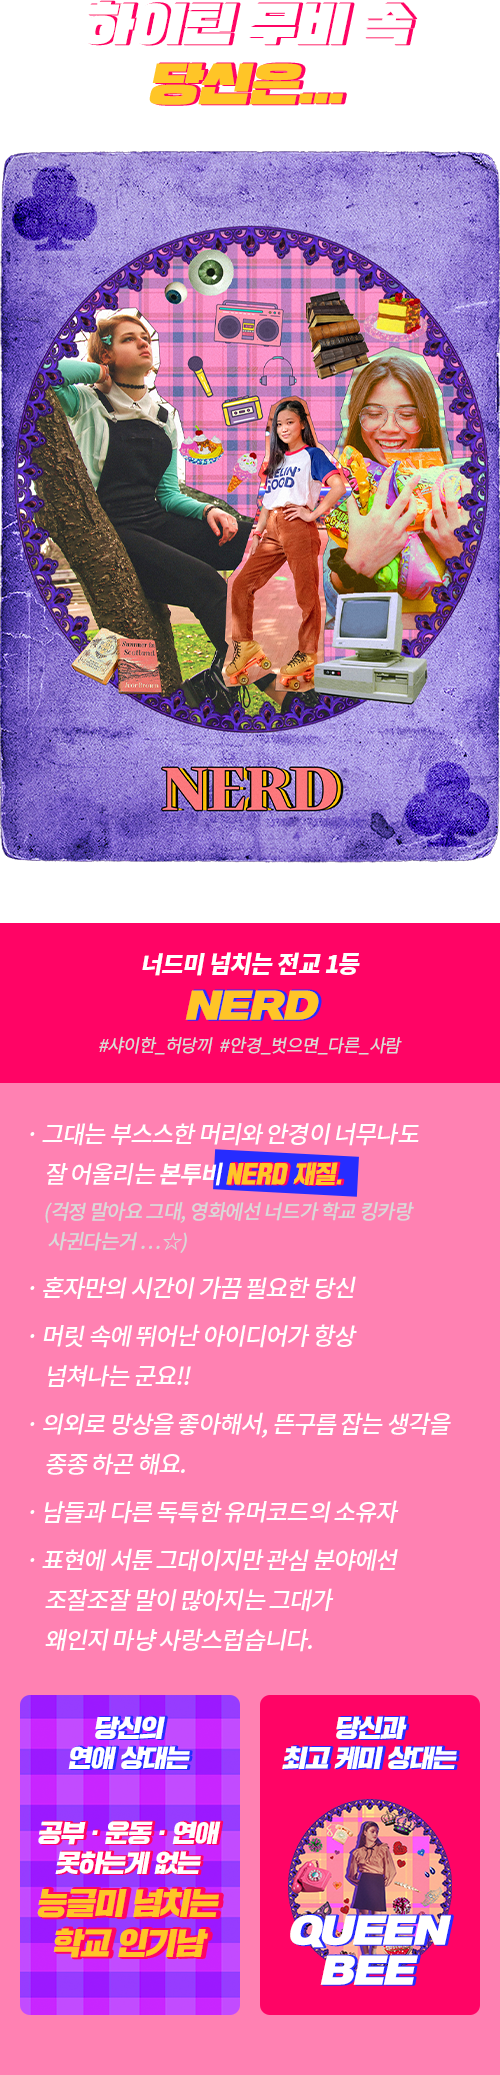 하이틴 무비 속
당신은...
FEELIN'
GOOD
Summer in
Scotland
NERD
너드미 넘치는 전교 1등
NERD
#샤이한_허당끼 #안경_벗으면_다른_사람
· 그대는 부스스한 머리와 안경이 너무나도
잘 어울리는 본투비 NERD 재질.
(걱정 말아요 그대, 영화에선 너드가 학교 킹카랑
사귄다는거 ...☆)
· 혼자만의 시간이 가끔 필요한 당신
· 머릿 속에 뛰어난 아이디어가 항상
넘쳐나는 군요!!
· 의외로 망상을 좋아해서, 뜬구름 잡는 생각을
종종 하곤 해요.
· 남들과 다른 독특한 유머코드의 소유자
· 표현에 서툰 그대이지만 관심 분야에선
조잘조잘 말이 많아지는 그대가
왜인지 마냥 사랑스럽습니다.
당신의
연애 상대는
공부 · 운동 · 연애
못하는게 없는
능글미 넘치는
학교 인기남
당신과
최고 케미 상대는
QUEEN
BEE